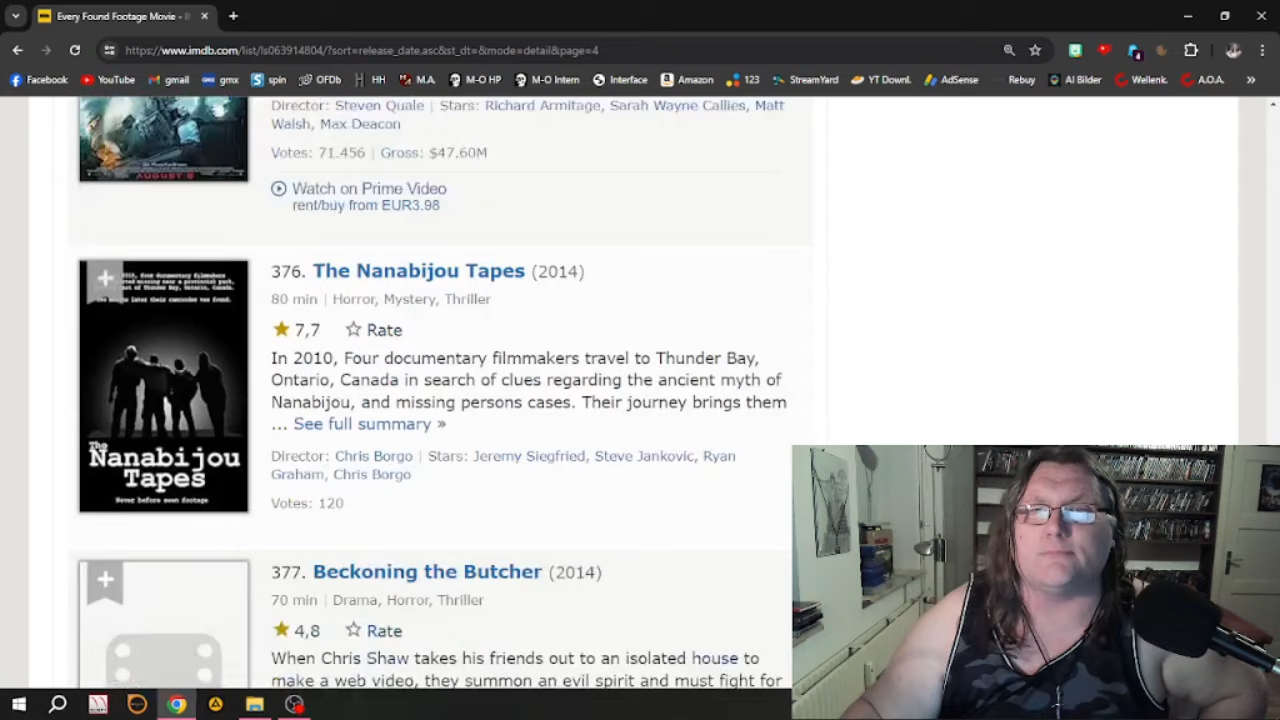 Every Found Footage Movie - I
https://www.imdb.com/list/ls063914804/?sort=release_date,asc&st_dt=&mode=detail&page=4
Facebook YouTube gmail gmx spin OFDb HH M.A M-O HP M-O Intern Interface Amazon 123 StreamYard YT Downl. AdSense Rebuy AI Bilder Wellenk. A.O.A. »
Director: Steven Quale | Stars: Richard Armitage, Sarah Wayne Callies, Matt
Walsh, Max Deacon
Votes: 71.456 | Gross: $47.60M
AUGUST 8
Watch on Prime Video
rent/buy from EUR3.98
376. The Nanabijou Tapes (2014)
80 min | Horror, Mystery, Thriller
7,7 Rate
In 2010, Four documentary filmmakers travel to Thunder Bay,
Ontario, Canada in search of clues regarding the ancient myth of
Nanabijou, and missing persons cases. Their journey brings them
... See full summary »
Director: Chris Borgo | Stars: Jeremy Siegfried, Steve Jankovic, Ryan
Graham, Chris Borgo
Votes: 120
The
Nanabijou
Tapes
Never before seen footage
377. Beckoning the Butcher (2014)
70 min | Drama, Horror, Thriller
4,8 Rate
When Chris Shaw takes his friends out to an isolated house to
make a web video, they summon an evil spirit and must fight for